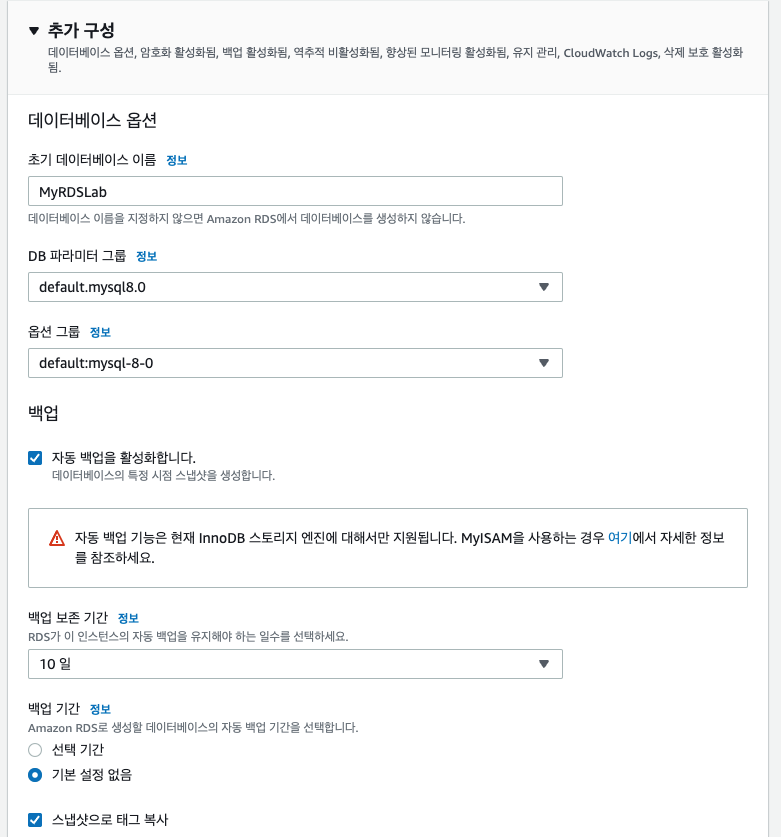 추가 구성
데이터베이스 옵션, 암호화 활성화됨, 백업 활성화됨, 역추적 비활성화됨, 향상된 모니터링 활성화됨, 유지 관리, CloudWatch Logs, 삭제 보호 활성화
됨.
데이터베이스 옵션
초기 데이터베이스 이름 정보
MyRDSLab
데이터베이스 이름을 지정하지 않으면 Amazon RDS에서 데이터베이스를 생성하지 않습니다.
DB 파라미터 그룹 정보
default.mysql8.0
옵션 그룹 정보
default:mysql-8-0
백업
자동 백업을 활성화합니다.
데이터베이스의 특정 시점 스냅샷을 생성합니다.
자동 백업 기능은 현재 InnoDB 스토리지 엔진에 대해서만 지원됩니다. MyISAM을 사용하는 경우 여기에서 자세한 정보
를 참조하세요.
백업 보존 기간 정보
RDS가 이 인스턴스의 자동 백업을 유지해야 하는 일수를 선택하세요.
10 일
백업 기간 정보
Amazon RDS로 생성할 데이터베이스의 자동 백업 기간을 선택합니다.
선택 기간
기본 설정 없음
스냅샷으로 태그 복사